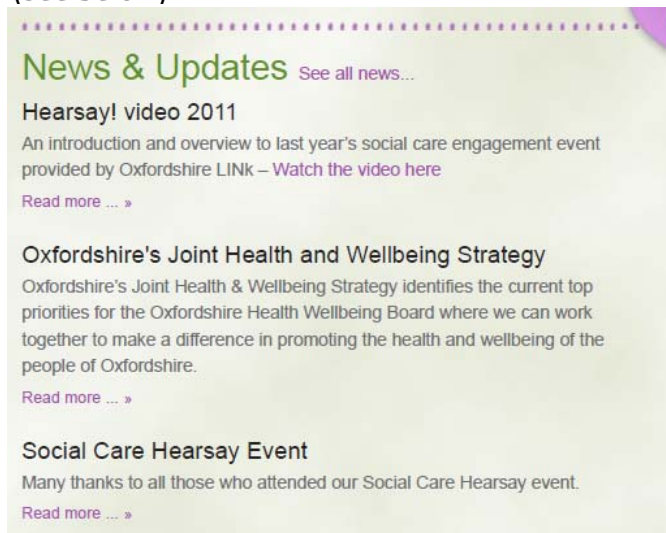 News & Updates See all news...
Hearsay! video 2011
An introduction and overview to last year's social care engagement event
provided by Oxfordshire LINk – Watch the video here
Read more ... »
Oxfordshire's Joint Health and Wellbeing Strategy
Oxfordshire's Joint Health & Wellbeing Strategy identifies the current top
priorities for the Oxfordshire Health Wellbeing Board where we can work
together to make a difference in promoting the health and wellbeing of the
people of Oxfordshire.
Read more ... »
Social Care Hearsay Event
Many thanks to all those who attended our Social Care Hearsay event.
Read more ... »